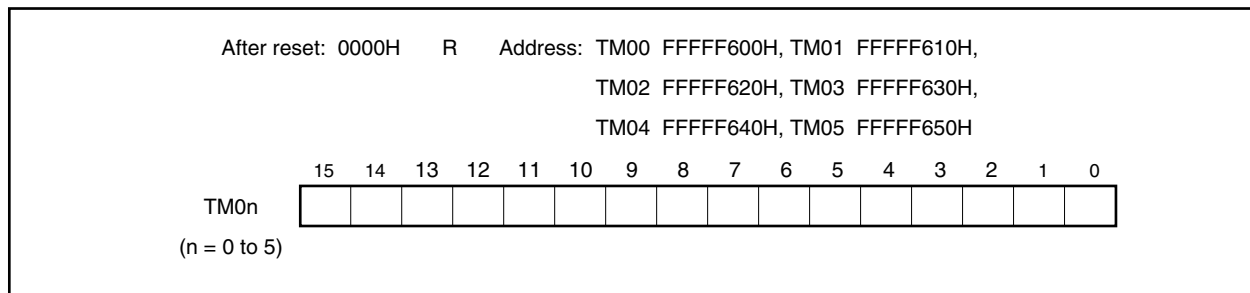 After reset: 0000H R Address: TM00 FFFFF600H, TM01 FFFFF610H,
TM02 FFFFF620H, TM03 FFFFF630H,
TM04 FFFFF640H, TM05 FFFFF650H
15 14 13 12 11 10 9 8 7 6 5 4 3 2 1 0
TM0n
(n = 0 to 5)